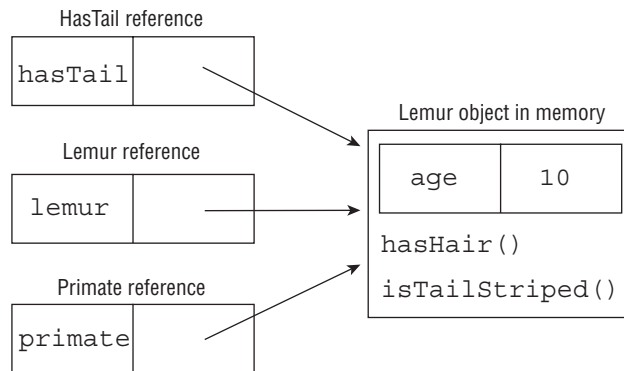 HasTail reference
hasTail
Lemur object in memory
Lemur reference
age 10
lemur
hasHair()
isTailStriped()
Primate reference
primate